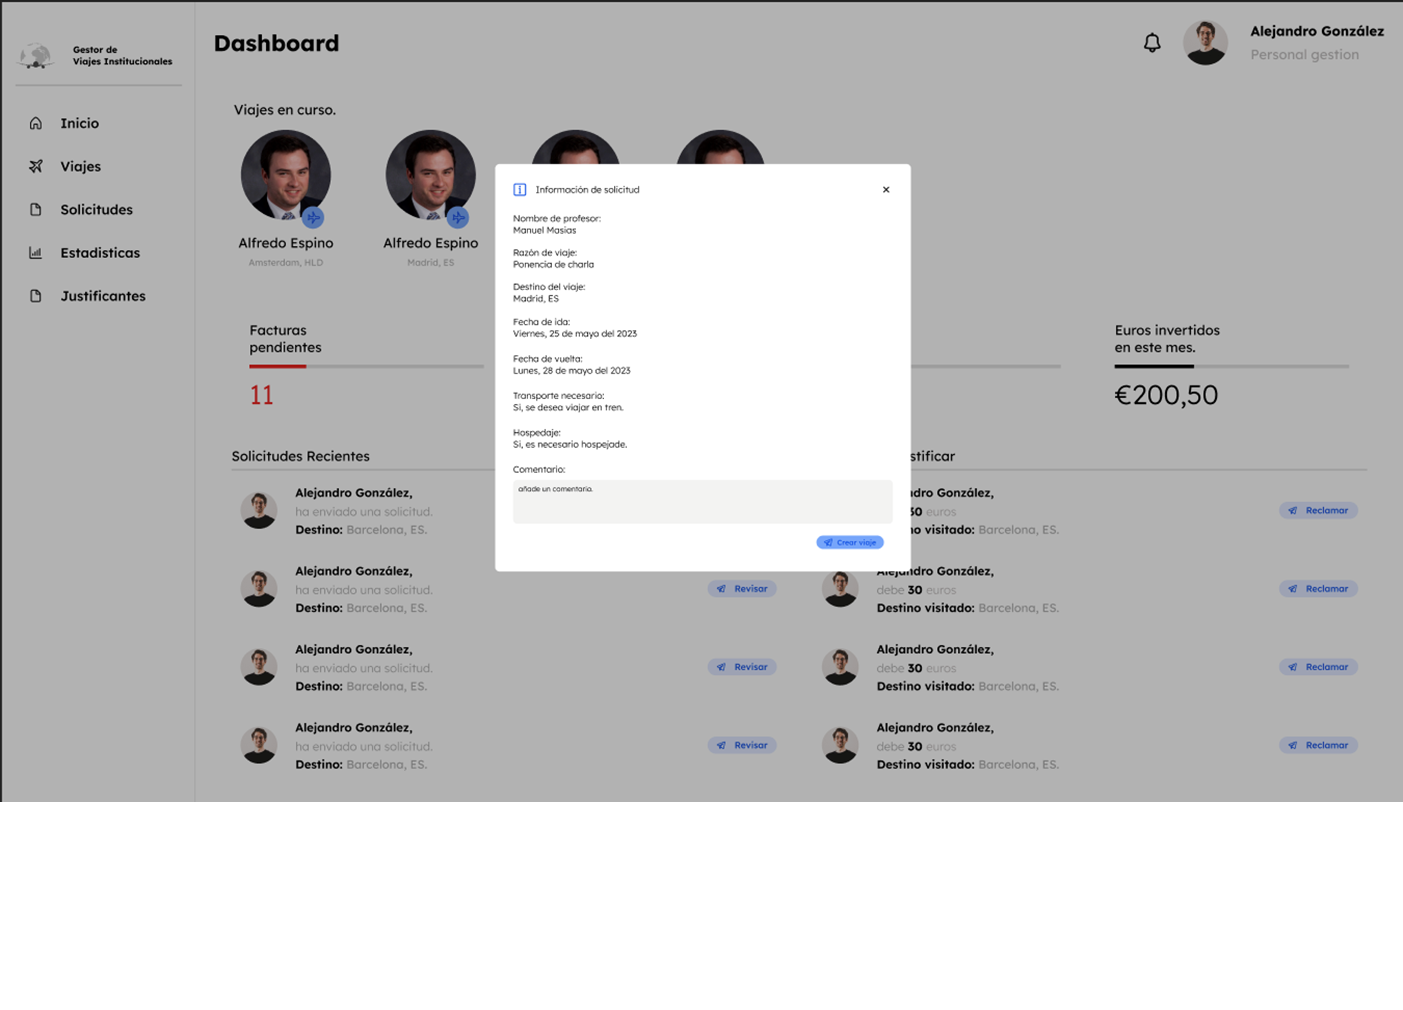 Gestor de
Viajes Institucionales
Inicio
Viajes
Solicitudes
Estadisticas
Justificantes
Dashboard
Alejandro González
Personal gestion
Viajes en curso.
Alfredo Espino
Amsterdam, HLD
Alfredo Espino
Madrid, ES
Facturas
pendientes
11
Euros invertidos
en este mes.
€200,50
Información de solicitud
Nombre de profesor:
Manuel Masias
Razón de viaje:
Ponencia de charla
Destino del viaje:
Madrid, ES
Fecha de ida:
Viernes, 25 de mayo del 2023
Fecha de vuelta:
Lunes, 28 de mayo del 2023
Transporte necesario:
Si, se desea viajar en tren.
Hospedaje:
Si, es necesario hospejade.
Comentario:
añade un comentario.
Crear viaje
Solicitudes Recientes
Alejandro González,
ha enviado una solicitud.
Destino: Barcelona, ES.
Alejandro González,
ha enviado una solicitud.
Destino: Barcelona, ES.
Revisar
Alejandro González,
ha enviado una solicitud.
Destino: Barcelona, ES.
Revisar
Alejandro González,
ha enviado una solicitud.
Destino: Barcelona, ES.
Revisar
stificar
ndro González,
30 euros
no visitado: Barcelona, ES.
Reclamar
Alejandro González,
debe 30 euros
Destino visitado: Barcelona, ES.
Reclamar
Alejandro González,
debe 30 euros
Destino visitado: Barcelona, ES.
Reclamar
Alejandro González,
debe 30 euros
Destino visitado: Barcelona, ES.
Reclamar